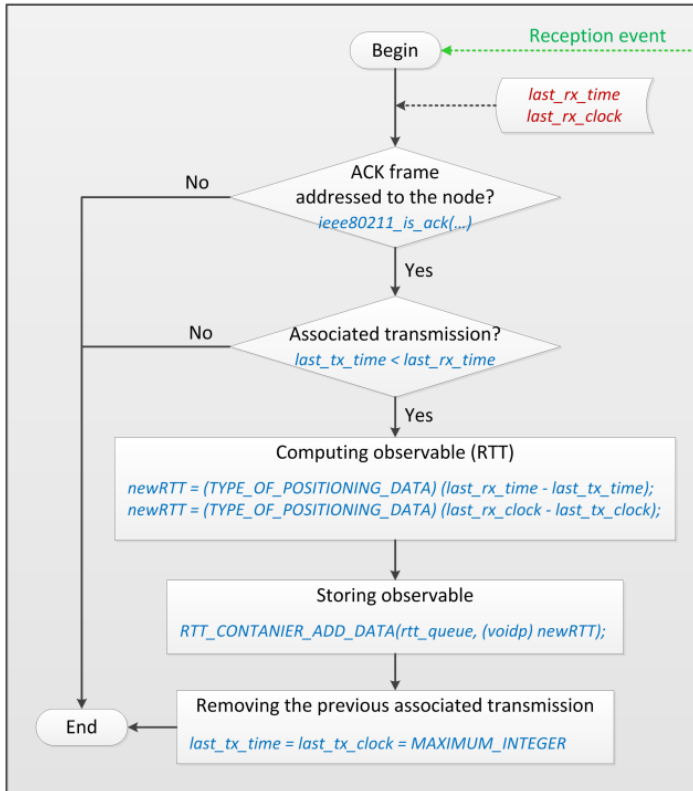 Reception event
Begin
last_rx_time
last_rx_clock
ACK frame
addressed to the node?
ieee80211_is_ack(...)
No
Yes
Associated transmission?
last_tx_time < last_rx_time
No
Yes
Computing observable (RTT)
newRTT = (TYPE_OF_POSITIONING_DATA) (last_rx_time - last_tx_time);
newRTT = (TYPE_OF_POSITIONING_DATA) (last_rx_clock - last_tx_clock);
Storing observable
RTT_CONTANIER_ADD_DATA(rtt_queue, (voidp) newRTT);
Removing the previous associated transmission
last_tx_time = last_tx_clock = MAXIMUM_INTEGER
End